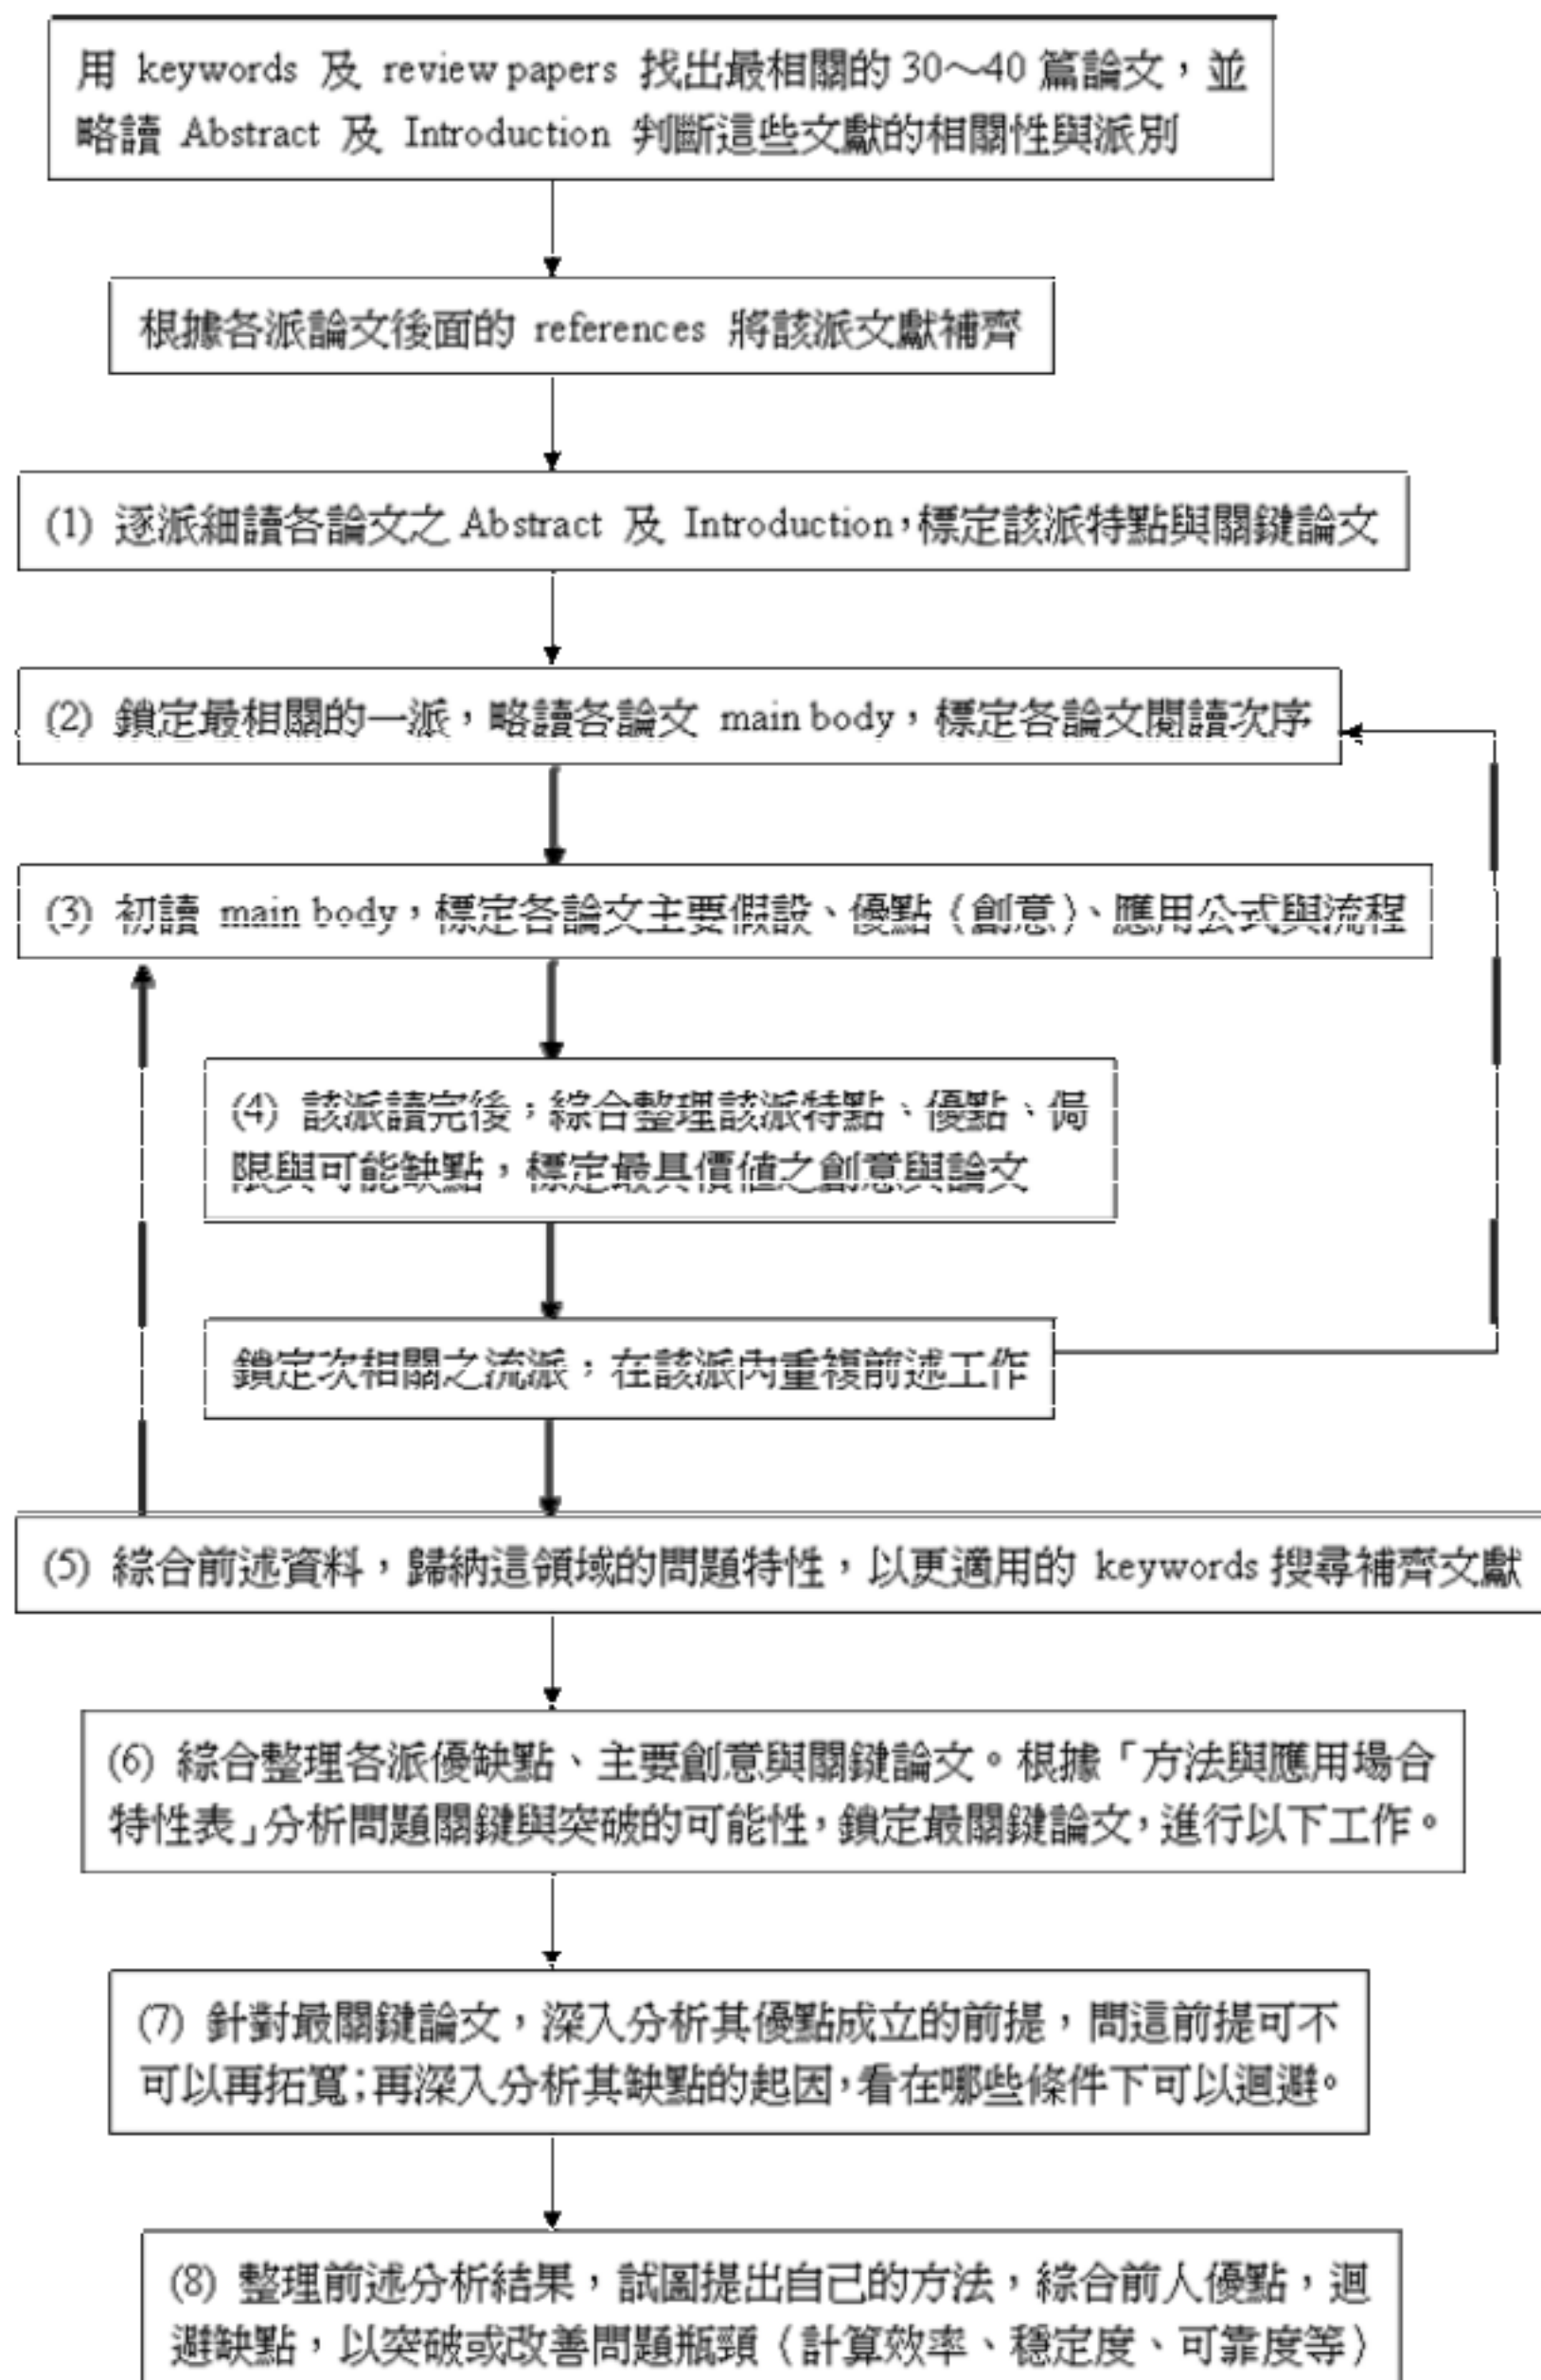 用 keywords 及 review papers 找出最相關的 30~40 篇論文,並
略讀 Abstract 及 Introduction 判斷這些文獻的相關性與派別
根據各派論文後面的 references 將該派文獻補齊
(1) 逐派細讀各論文之 Abstract 及 Introduction,標定該派特點與關鍵論文
(2) 鎖定最相關的一派,略讀各論文 main body,標定各論文閱讀次序
(3) 初讀 main body,標定各論文主要假設、優點(創意)、應用公式與流程
(4) 該派讀完後,綜合整理該派特點、優點、侷
限與可能缺點,標定最具價值之創意與論文
鎖定次相關之流派,在該派內重複前述工作
(5) 綜合前述資料,歸納這領域的問題特性,以更適用的 keywords 搜尋補齊文獻
(6) 綜合整理各派優缺點、主要創意與關鍵論文。根據「方法與應用場合
特性表」分析問題關鍵與突破的可能性,鎖定最關鍵論文,進行以下工作。
(7) 針對最關鍵論文,深入分析其優點成立的前提,問這前提可不
可以再拓寬;再深入分析其缺點的起因,看在哪些條件下可以迴避。
(8) 整理前述分析結果,試圖提出自己的方法,綜合前人優點,迴
避缺點,以突破或改善問題瓶頸(計算效率、穩定度、可靠度等)